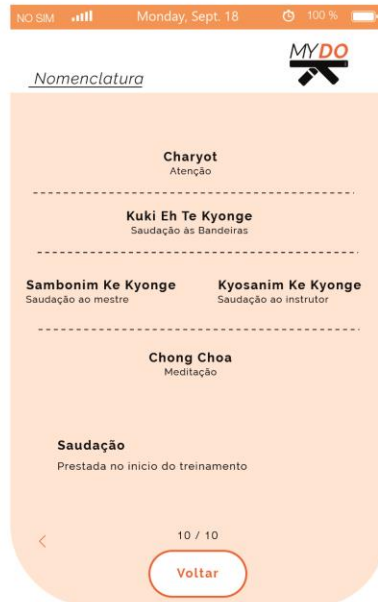 NO SIM Monday, Sept. 18 100 %
MYDO
Nomenclatura
Charyot
Atenção
Kuki Eh Te Kyonge
Saudação ás Bandeiras
Sambonim Ke Kyonge Kyosanim Ke Kyonge
Saudação ao mestre Saudação ao instrutor
Chong Choa
Meditação
Saudação
Prestada no inicio do treinamento
10 / 10
Voltar